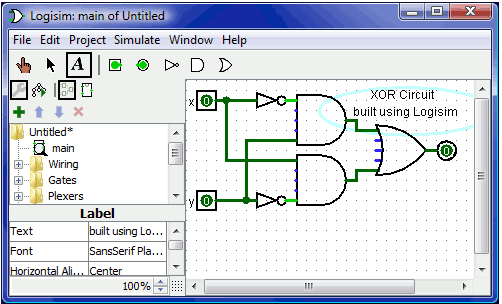 Logisim: main of Untitled
File Edit Project Simulate Window Help
A
XOR Circuit
built using Logisim
x 0
0
y 0
Untitled*
main
Wiring
Gates
Plexers
Label
Text built using Lo...
Font SansSerif Pla...
Horizontal Ali... Center
100%